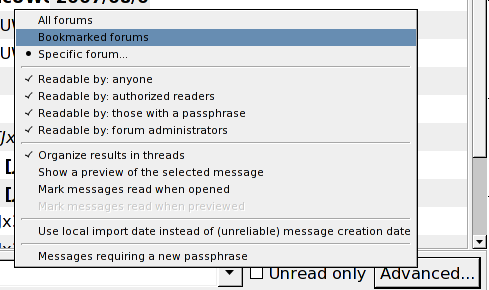 2007/08/0
All forums
Bookmarked forums
Specific forum...
Readable by: anyone
Readable by: authorized readers
Readable by: those with a passphrase
Readable by: forum administrators
Organize results in threads
Show a preview of the selected message
Mark messages read when opened
Mark messages read when previewed
Use local import date instead of (unreliable) message creation date
Messages requiring a new passphrase
Unread only
Advanced...